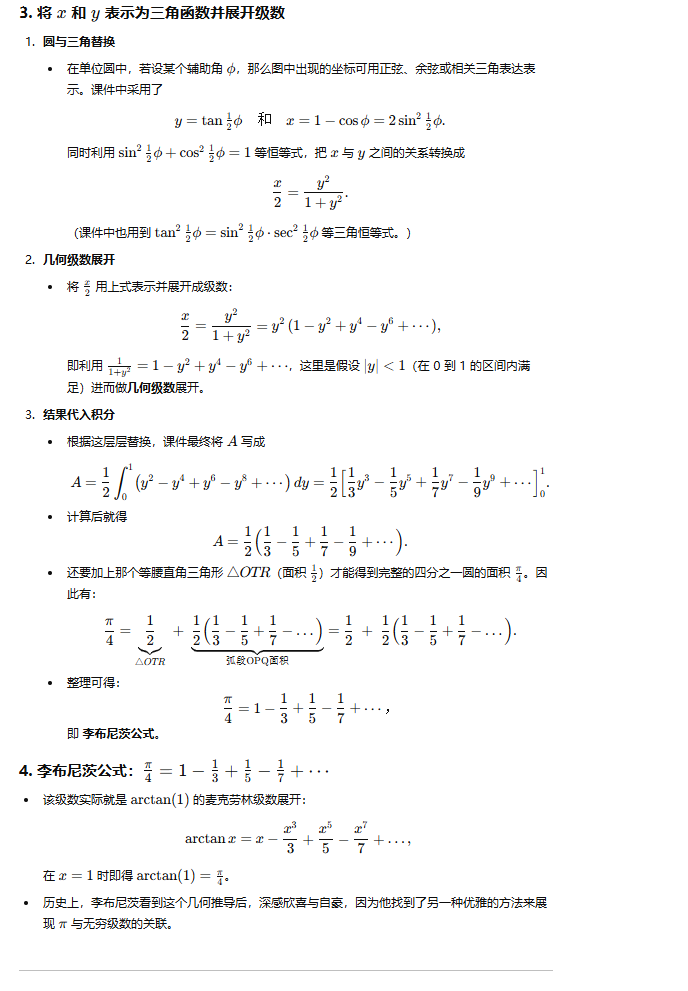 3. 将 x 和 y 表示为三角函数并展开级数
1. 圆与三角替换
• 在单位圆中，若设某个辅助角 ϕ，那么图中出现的坐标可用正弦、余弦或相关三角表达表
示。课件中采用了
y = tan ½ϕ 和 x = 1 − cos ϕ = 2 sin² ½ϕ.
同时利用 sin² ½ϕ + cos² ½ϕ = 1 等恒等式，把 x 与 y 之间的关系转换成
x/2 = y²/(1 + y²).
（课件中也用到 tan² ½ϕ = sin² ½ϕ · sec² ½ϕ 等三角恒等式。）
2. 几何级数展开
• 将 x/2 用上式表示并展开成级数：
x/2 = y²/(1 + y²) = y² (1 − y² + y⁴ − y⁶ + ⋯),
即利用 1/(1+y²) = 1 − y² + y⁴ − y⁶ + ⋯，这里是假设 |y| < 1（在 0 到 1 的区间内满
足）进而做几何级数展开。
3. 结果代入积分
• 根据这层层替换，课件最终将 A 写成
A = 1/2 ∫₀¹ (y² − y⁴ + y⁶ − y⁸ + ⋯) dy = 1/2 [1/3 y³ − 1/5 y⁵ + 1/7 y⁷ − 1/9 y⁹ + ⋯]₀¹.
• 计算后就得
A = 1/2 (1/3 − 1/5 + 1/7 − 1/9 + ⋯).
• 还要加上那个等腰直角三角形 △OTR（面积 1/2）才能得到完整的四分之一圆的面积 π/4。因
此有：
π/4 = 1/2 + 1/2 (1/3 − 1/5 + 1/7 − …) = 1/2 + 1/2 (1/3 − 1/5 + 1/7 − …).
△OTR 弧段OPQ面积
• 整理可得：
π/4 = 1 − 1/3 + 1/5 − 1/7 + ⋯，
即 李布尼茨公式。
4. 李布尼茨公式：π/4 = 1 − 1/3 + 1/5 − 1/7 + ⋯
• 该级数实际就是 arctan(1) 的麦克劳林级数展开：
arctan x = x − x³/3 + x⁵/5 − x⁷/7 + …,
在 x = 1 时即得 arctan(1) = π/4。
• 历史上，李布尼茨看到这个几何推导后，深感欣喜与自豪，因为他找到了另一种优雅的方法来展
现 π 与无穷级数的关联。